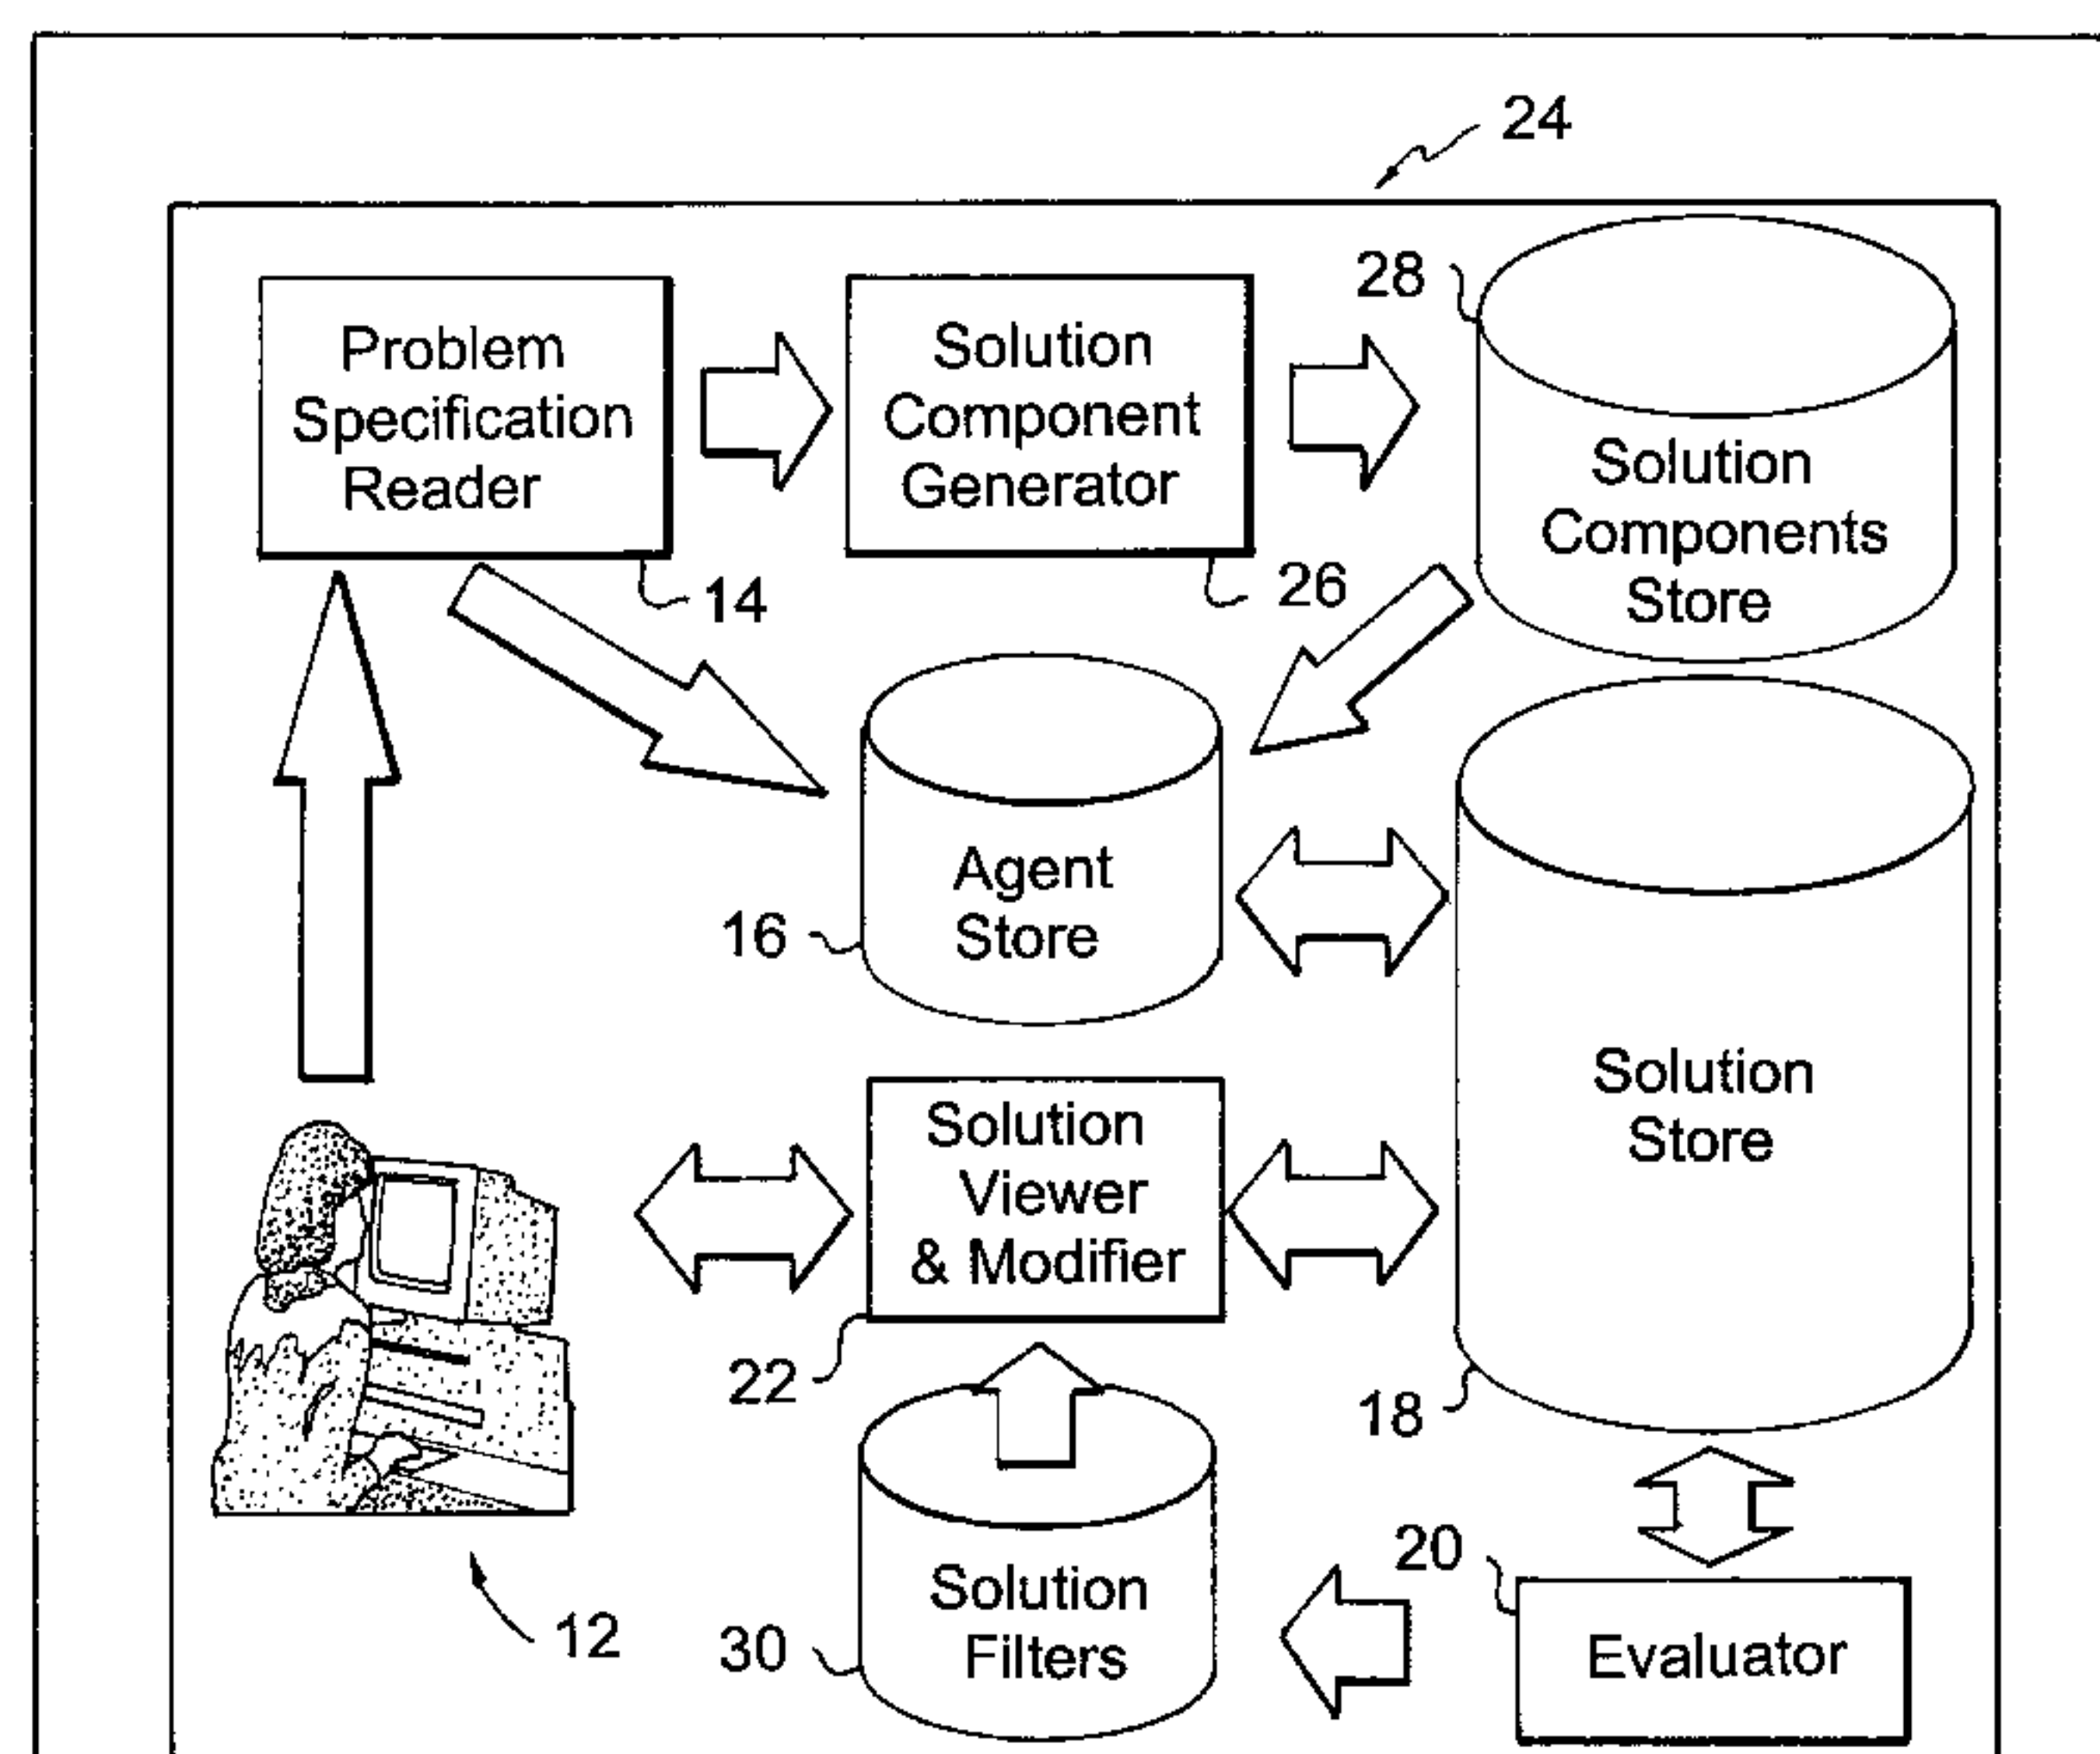 24
Problem
Specification
Reader
14
Solution
Component
Generator
26
28
Solution
Components
Store
Agent
Store
16
Solution
Store
18
Solution
Viewer
& Modifier
22
12
Solution
Filters
30
20
Evaluator